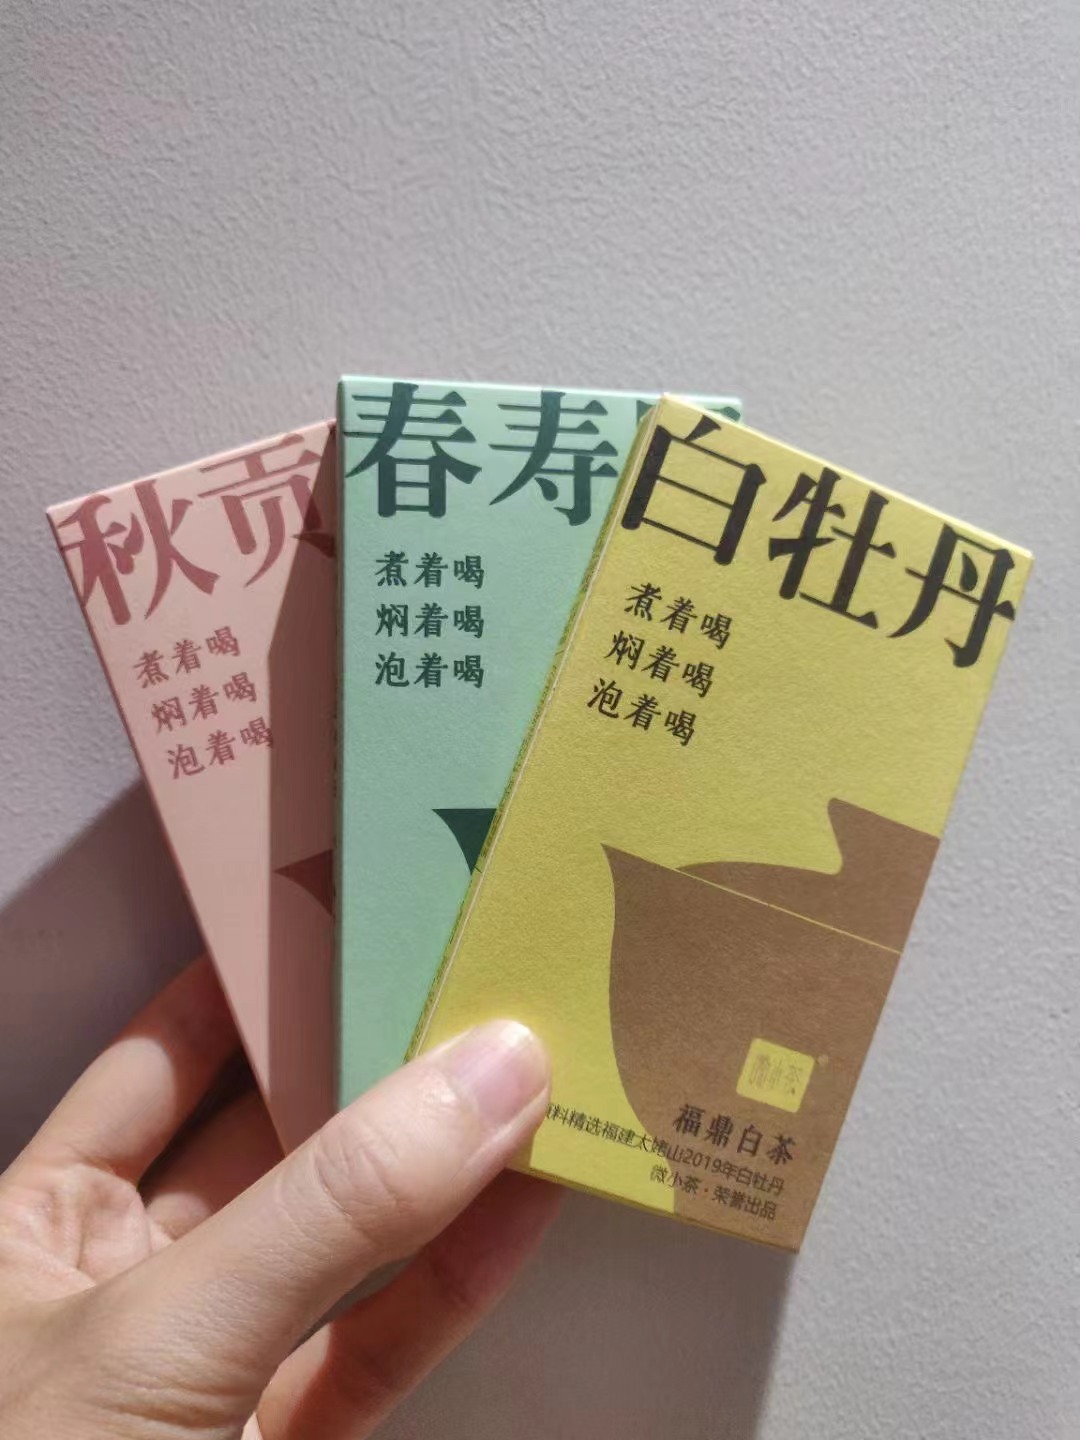 秋贡
煮着喝
焖着喝
泡着喝
春寿
煮着喝
焖着喝
泡着喝
白牡丹
煮着喝
焖着喝
泡着喝
微小茶
福鼎白茶
料精选福建太姥山2019年白牡丹
微小茶·荣誉出品